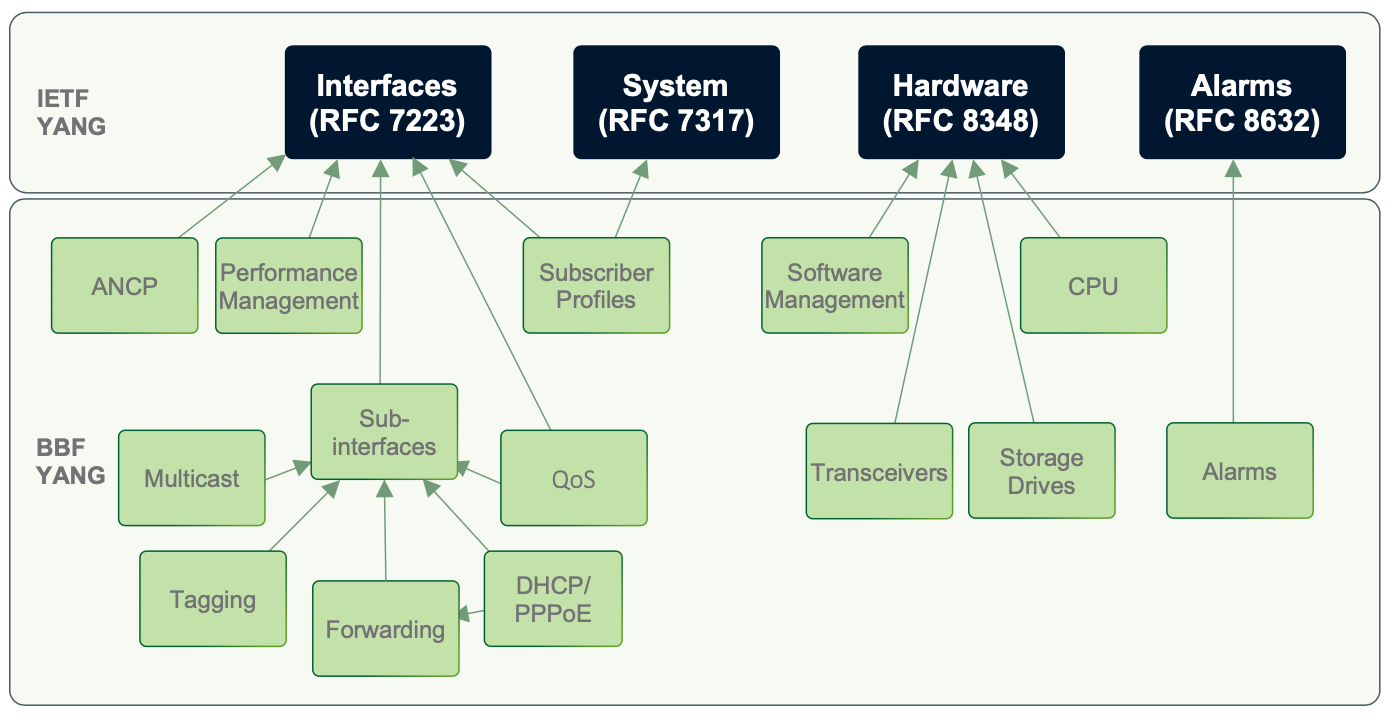 IETF
YANG
Interfaces
(RFC 7223)
System
(RFC 7317)
Hardware
(RFC 8348)
Alarms
(RFC 8632)
ANCP
Performance
Management
Subscriber
Profiles
Software
Management
CPU
BBF
YANG
Multicast
Sub-
interfaces
QoS
Transceivers
Storage
Drives
Alarms
Tagging
Forwarding
DHCP/
PPPoE